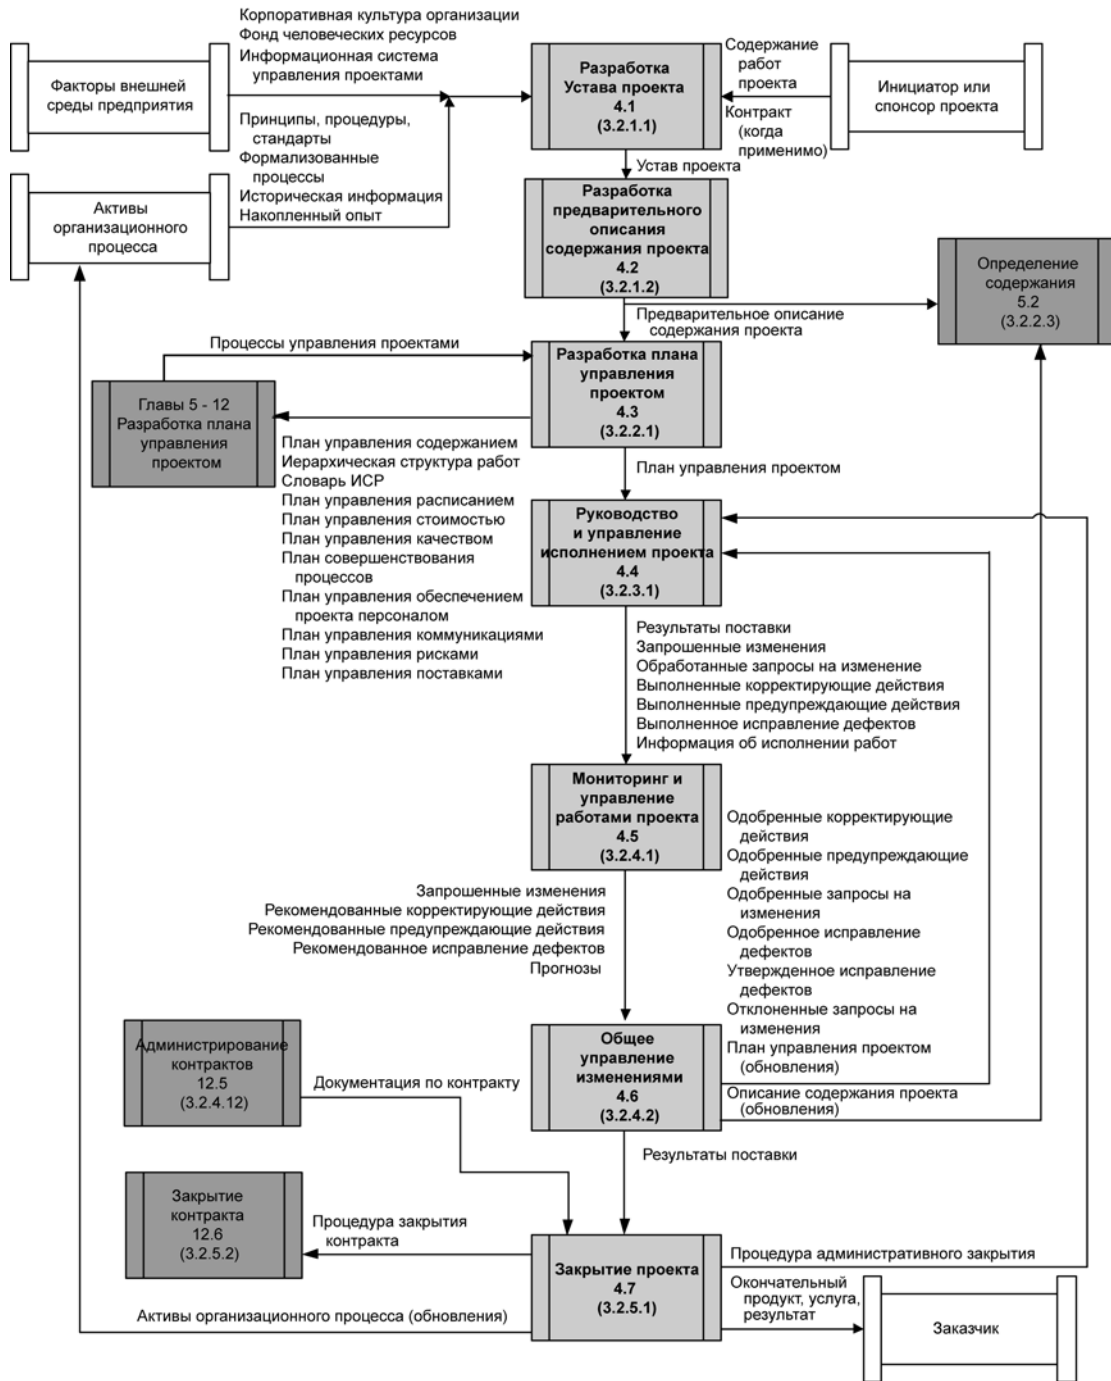 Корпоративная культура организации
Фонд человеческих ресурсов
Информационная система
управления проектами
Факторы внешней
среды предприятия
Принципы, процедуры,
стандарты
Формализованные
процессы
Историческая информация
Накопленный опыт
Активы
организационного
процесса
Разработка
Устава проекта
4.1
(3.2.1.1)
Содержание
работ
проекта
Контракт
(когда
применимо)
Инициатор или
спонсор проекта
Устав проекта
Разработка
предварительного
описания
содержания проекта
4.2
(3.2.1.2)
Определение
содержания
5.2
(3.2.2.3)
Предварительное описание
содержания проекта
Процессы управления проектами
Разработка плана
управления
проектом
4.3
(3.2.2.1)
Главы 5 - 12
Разработка плана
управления
проектом
План управления содержанием
Иерархическая структура работ
Словарь ИСР
План управления расписанием
План управления стоимостью
План управления качеством
План совершенствования
процессов
План управления обеспечением
проекта персоналом
План управления коммуникациями
План управления рисками
План управления поставками
План управления проектом
Руководство
и управление
исполнением проекта
4.4
(3.2.3.1)
Результаты поставки
Запрошенные изменения
Обработанные запросы на изменение
Выполненные корректирующие действия
Выполненные предупреждающие действия
Выполненное исправление дефектов
Информация об исполнении работ
Мониторинг и
управление
работами проекта
4.5
(3.2.4.1)
Запрошенные изменения
Рекомендованные корректирующие действия
Рекомендованные предупреждающие действия
Рекомендованное исправление дефектов
Прогнозы
Одобренные корректирующие
действия
Одобренные предупреждающие
действия
Одобренные запросы на
изменения
Одобренное исправление
дефектов
Утвержденное исправление
дефектов
Отклоненные запросы на
изменения
План управления проектом
(обновления)
Описание содержания проекта
(обновления)
Общее
управление
изменениями
4.6
(3.2.4.2)
Администрирование
контрактов
12.5
(3.2.4.12)
Документация по контракту
Результаты поставки
Закрытие
контракта
12.6
(3.2.5.2)
Процедура закрытия
контракта
Закрытие проекта
4.7
(3.2.5.1)
Процедура административного закрытия
Окончательный
продукт, услуга,
результат
Заказчик
Активы организационного процесса (обновления)